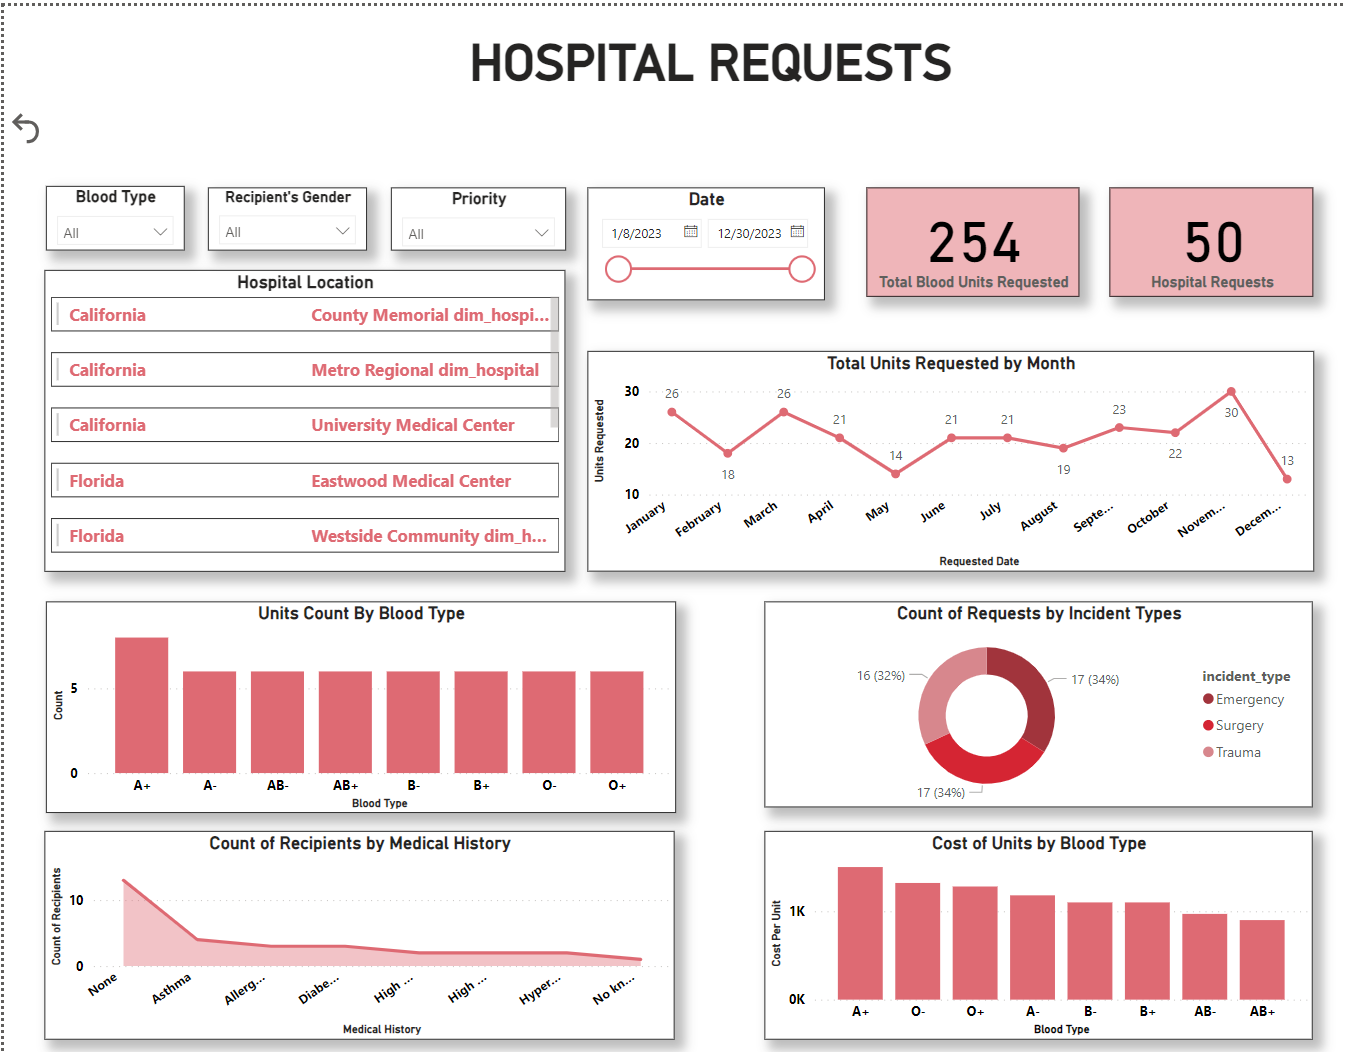 HOSPITAL REQUESTS
Blood Type
All
Recipient's Gender
All
Priority
All
Date
1/8/2023 12/30/2023
254
Total Blood Units Requested
50
Hospital Requests
Hospital Location
California County Memorial dim_hospi...
California Metro Regional dim_hospital
California University Medical Center
Florida Eastwood Medical Center
Florida Westside Community dim_h...
Total Units Requested by Month
Units Requested
30
20
10
26
18
26
21
14
21
21
19
23
22
30
13
January
February
March
April
May
June
July
August
Septe...
October
Novem...
Decem...
Requested Date
Units Count By Blood Type
Count
5
0
A+ A- AB- AB+ B- B+ O- O+
Blood Type
Count of Requests by Incident Types
16 (32%)
17 (34%)
17 (34%)
incident_type
Emergency
Surgery
Trauma
Count of Recipients by Medical History
Count of Recipients
10
0
None
Asthma
Allerg...
Diabe...
High ...
High ...
Hyper...
No kn...
Medical History
Cost of Units by Blood Type
Cost Per Unit
1K
0K
A+ O- O+ A- B- B+ AB- AB+
Blood Type